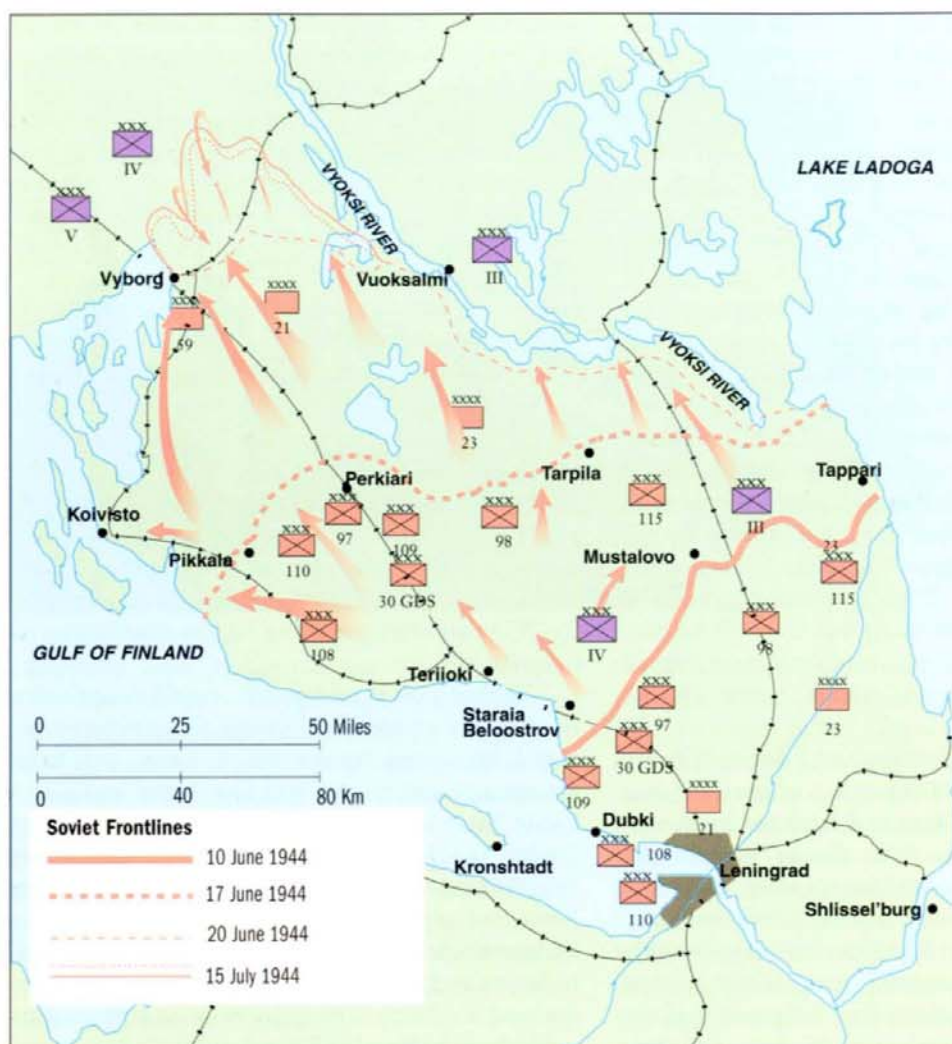 XXX
IV
XXX
V
VYOKSI RIVER
LAKE LADOGA
XXX
III
Vyborg
Vuoksalmi
XXXX
59
XXXX
21
XXXX
23
VYOKSI RIVER
Tarpila
Tappari
Perkiari
XXX
97
XXX
109
XXX
98
XXX
115
XXX
III
Koivisto
Pikkala
XXX
110
XXX
30 GDS
Mustalovo
23
XXX
115
XXX
108
XXX
IV
XXX
98
GULF OF FINLAND
Teriioki
Staraia
Beloostrov
XXX
97
XXXX
23
0 25 50 Miles
0 40 80 Km
XXX
30 GDS
XXX
109
XXXX
21
Dubki
XXX
108
Kronshtadt
Leningrad
XXX
110
Shlissel'burg
Soviet Frontlines
10 June 1944
17 June 1944
20 June 1944
15 July 1944